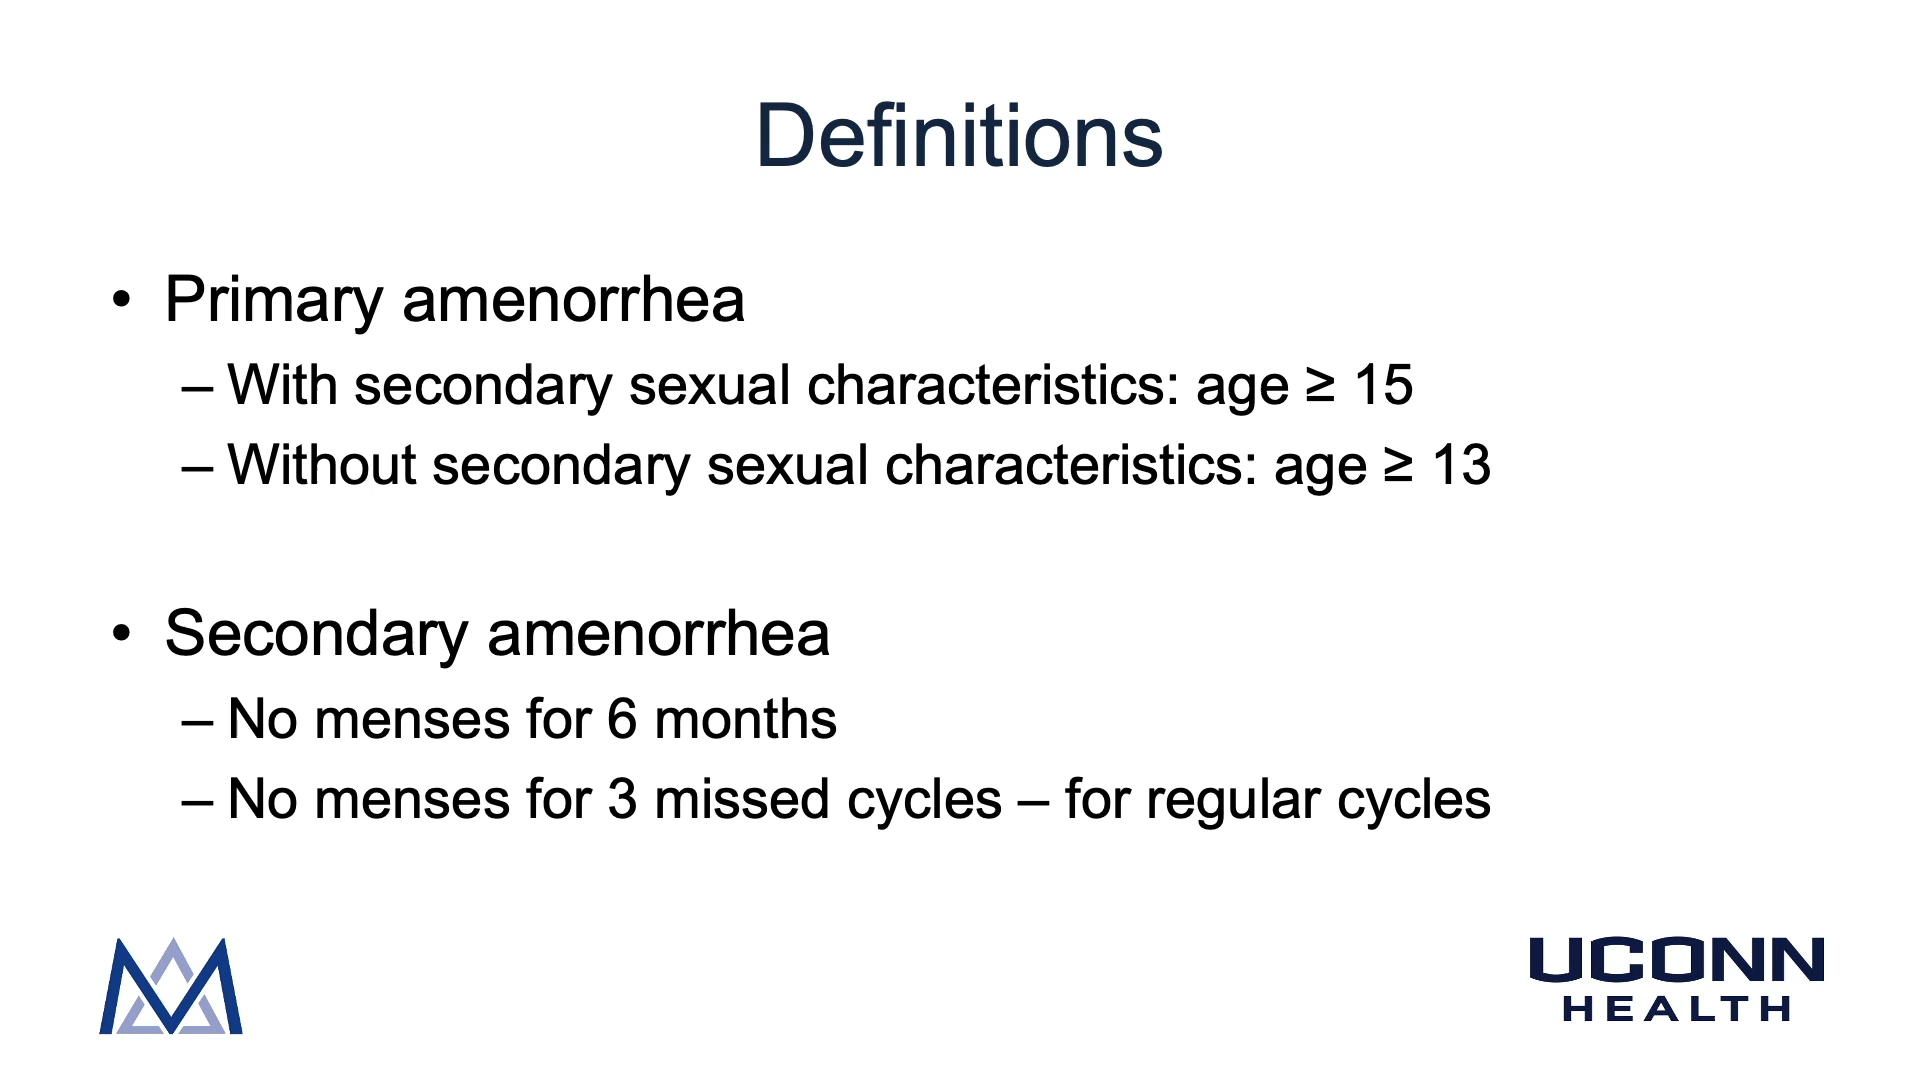 Definitions
• Primary amenorrhea
– With secondary sexual characteristics: age ≥ 15
– Without secondary sexual characteristics: age ≥ 13
• Secondary amenorrhea
– No menses for 6 months
– No menses for 3 missed cycles – for regular cycles
UCONN
HEALTH